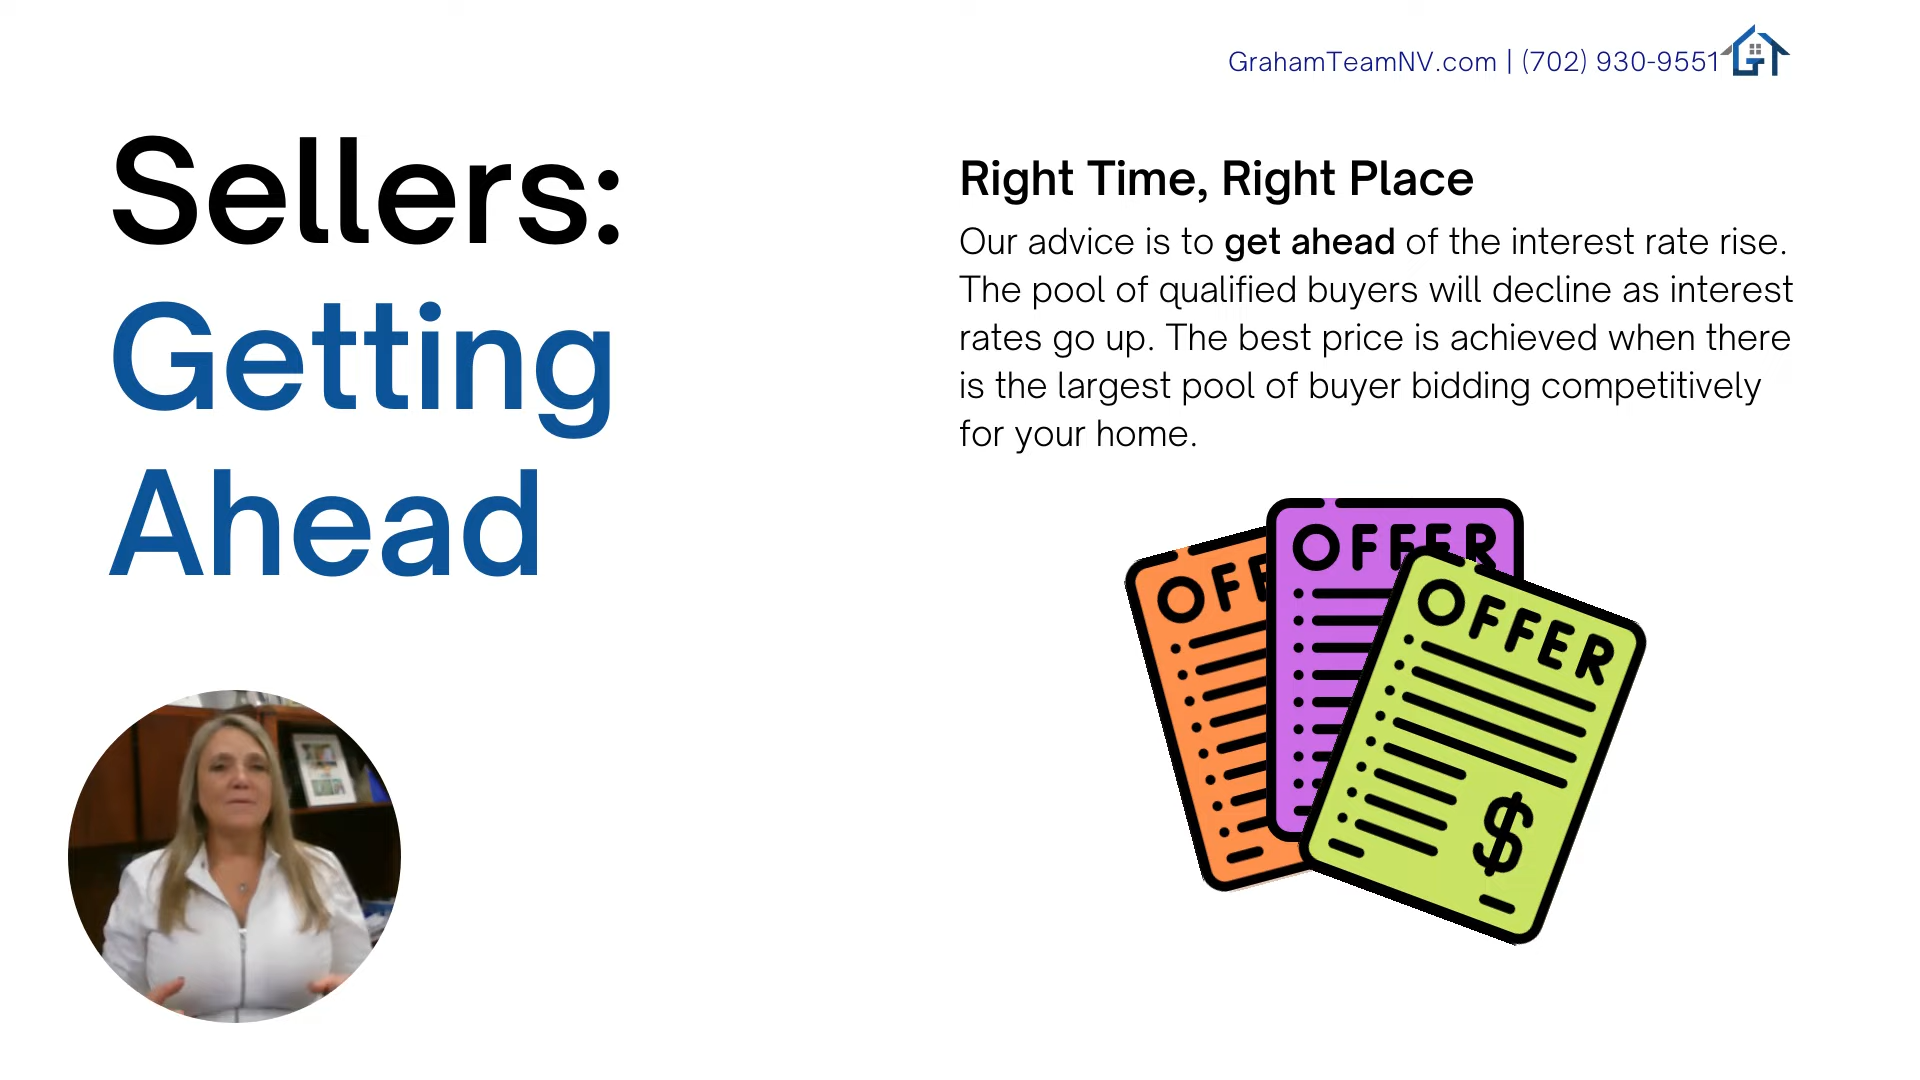 GrahamTeamNV.com | (702) 930-9551
Sellers:
Getting
Ahead
Right Time, Right Place
Our advice is to get ahead of the interest rate rise.
The pool of qualified buyers will decline as interest
rates go up. The best price is achieved when there
is the largest pool of buyer bidding competitively
for your home.
OFF
OFFER
OFFER
$